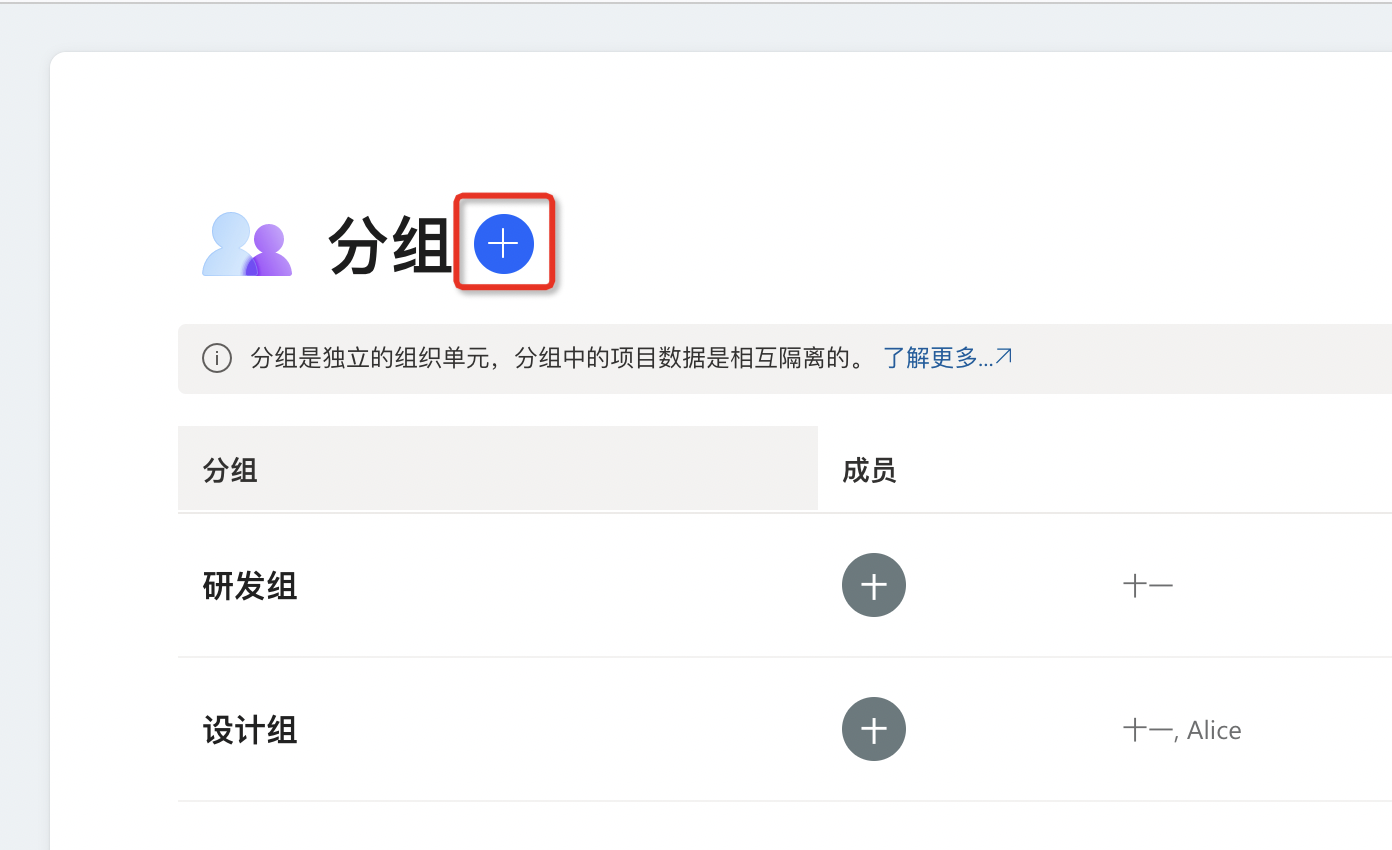 分组
分组是独立的组织单元，分组中的项目数据是相互隔离的。 了解更多...
分组 成员
研发组 十一
设计组 十一, Alice